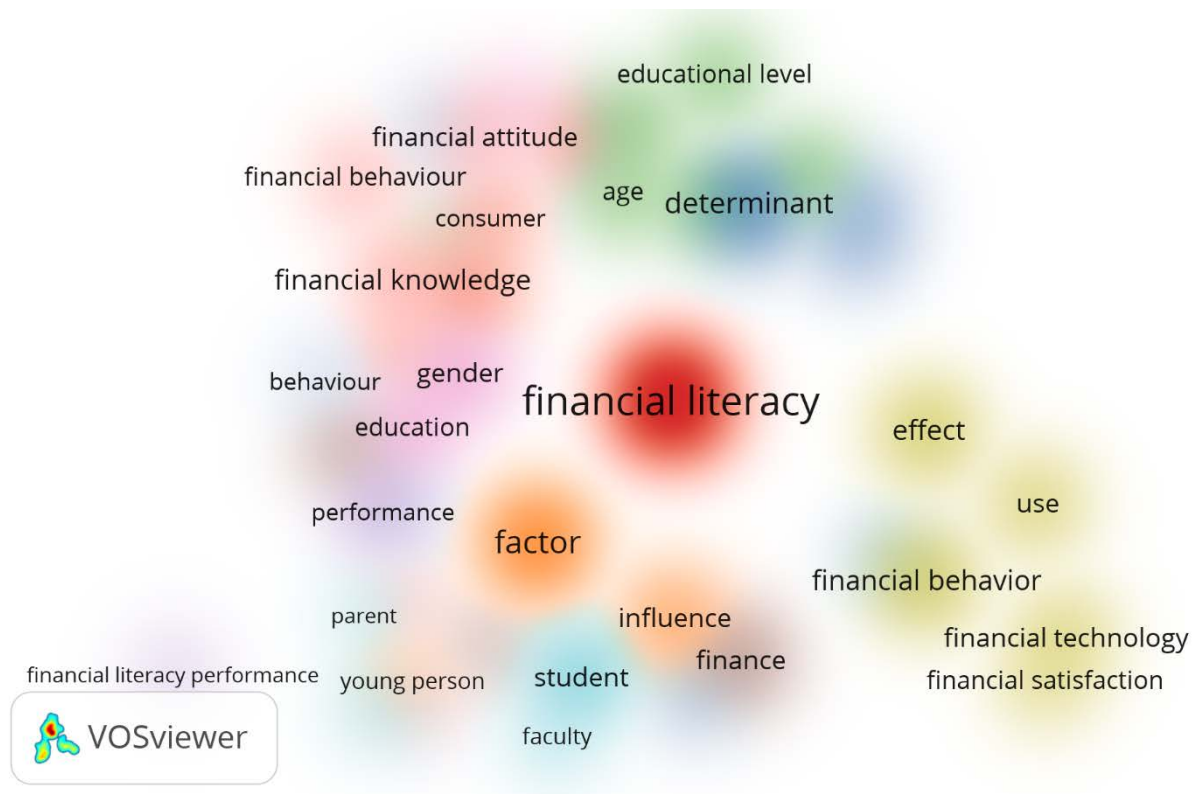 educational level
financial attitude
financial behaviour
age
determinant
consumer
financial knowledge
behaviour
gender
financial literacy
education
effect
performance
use
factor
financial behavior
parent
influence
financial technology
finance
financial literacy performance
young person
student
financial satisfaction
faculty
VOSviewer